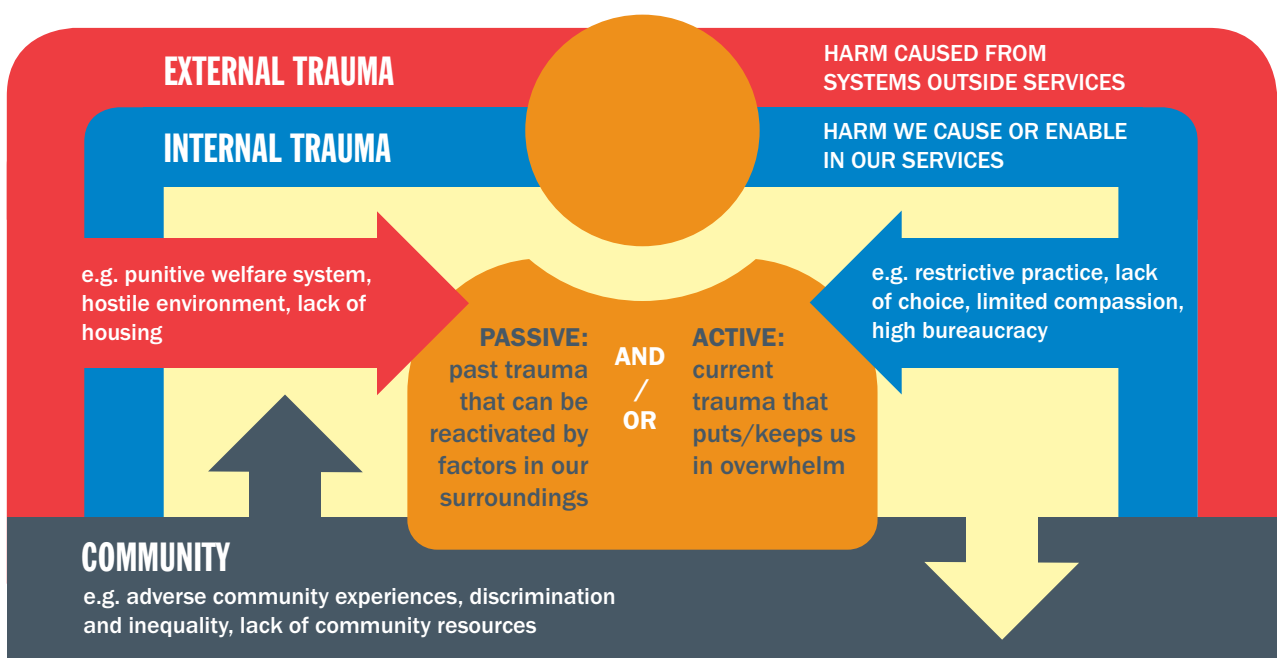 EXTERNAL TRAUMA
HARM CAUSED FROM
SYSTEMS OUTSIDE SERVICES
INTERNAL TRAUMA
HARM WE CAUSE OR ENABLE
IN OUR SERVICES
e.g. punitive welfare system,
hostile environment, lack of
housing
e.g. restrictive practice, lack
of choice, limited compassion,
high bureaucracy
PASSIVE:
past trauma
that can be
reactivated by
factors in our
surroundings
AND
/
OR
ACTIVE:
current
trauma that
puts/keeps us
in overwhelm
COMMUNITY
e.g. adverse community experiences, discrimination
and inequality, lack of community resources